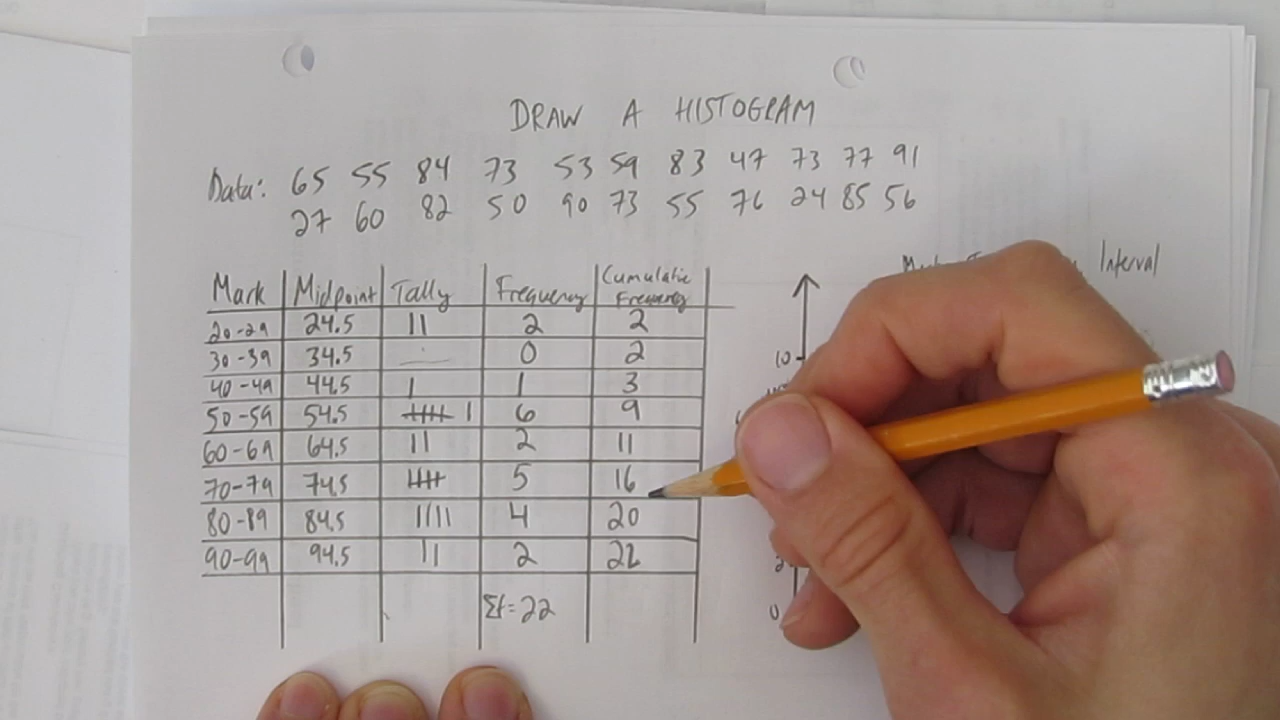 DRAW A HISTOGRAM
Data: 65 55 84 73 53 59 83 47 73 77 91
27 60 82 50 90 73 55 76 24 85 56
Interval
Mark Midpoint Tally Frequency Cumulative Frequency
20-29 24.5 || 2 2
30-39 34.5 0 2
40-49 44.5 | 1 3
50-59 54.5 |||| | 6 9
60-69 64.5 || 2 11
70-79 74.5 |||| 5 16
80-89 84.5 |||| 4 20
90-99 94.5 || 2 22
Σf=22
10
2
0